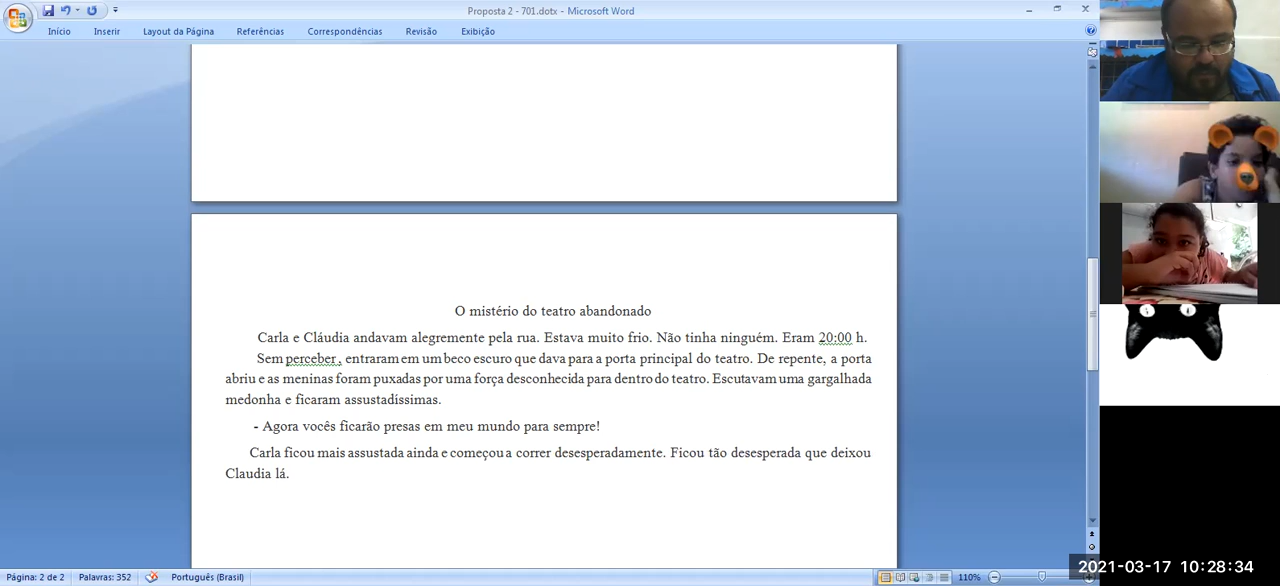 Proposta 2 - 701.dotx - Microsoft Word
Início Inserir Layout da Página Referências Correspondências Revisão Exibição
O mistério do teatro abandonado
Carla e Cláudia andavam alegremente pela rua. Estava muito frio. Não tinha ninguém. Eram 20:00 h.
Sem perceber , entraram em um beco escuro que dava para a porta principal do teatro. De repente, a porta
abriu e as meninas foram puxadas por uma força desconhecida para dentro do teatro. Escutavam uma gargalhada
medonha e ficaram assustadíssimas.
- Agora vocês ficarão presas em meu mundo para sempre!
Carla ficou mais assustada ainda e começou a correr desesperadamente. Ficou tão desesperada que deixou
Claudia lá.
Página: 2 de 2 Palavras: 352 Português (Brasil) 110%
2021-03-17 10:28:34